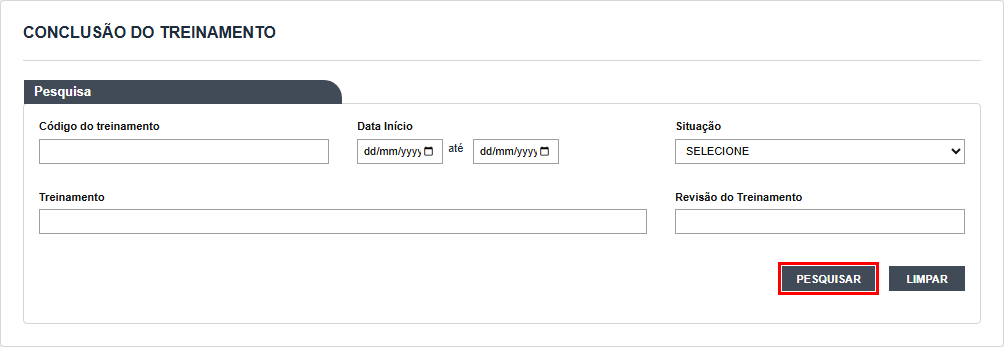 CONCLUSÃO DO TREINAMENTO
Pesquisa
Código do treinamento
Data Início
Situação
dd/mm/yyyy até dd/mm/yyyy
SELECIONE
Treinamento
Revisão do Treinamento
PESQUISAR
LIMPAR